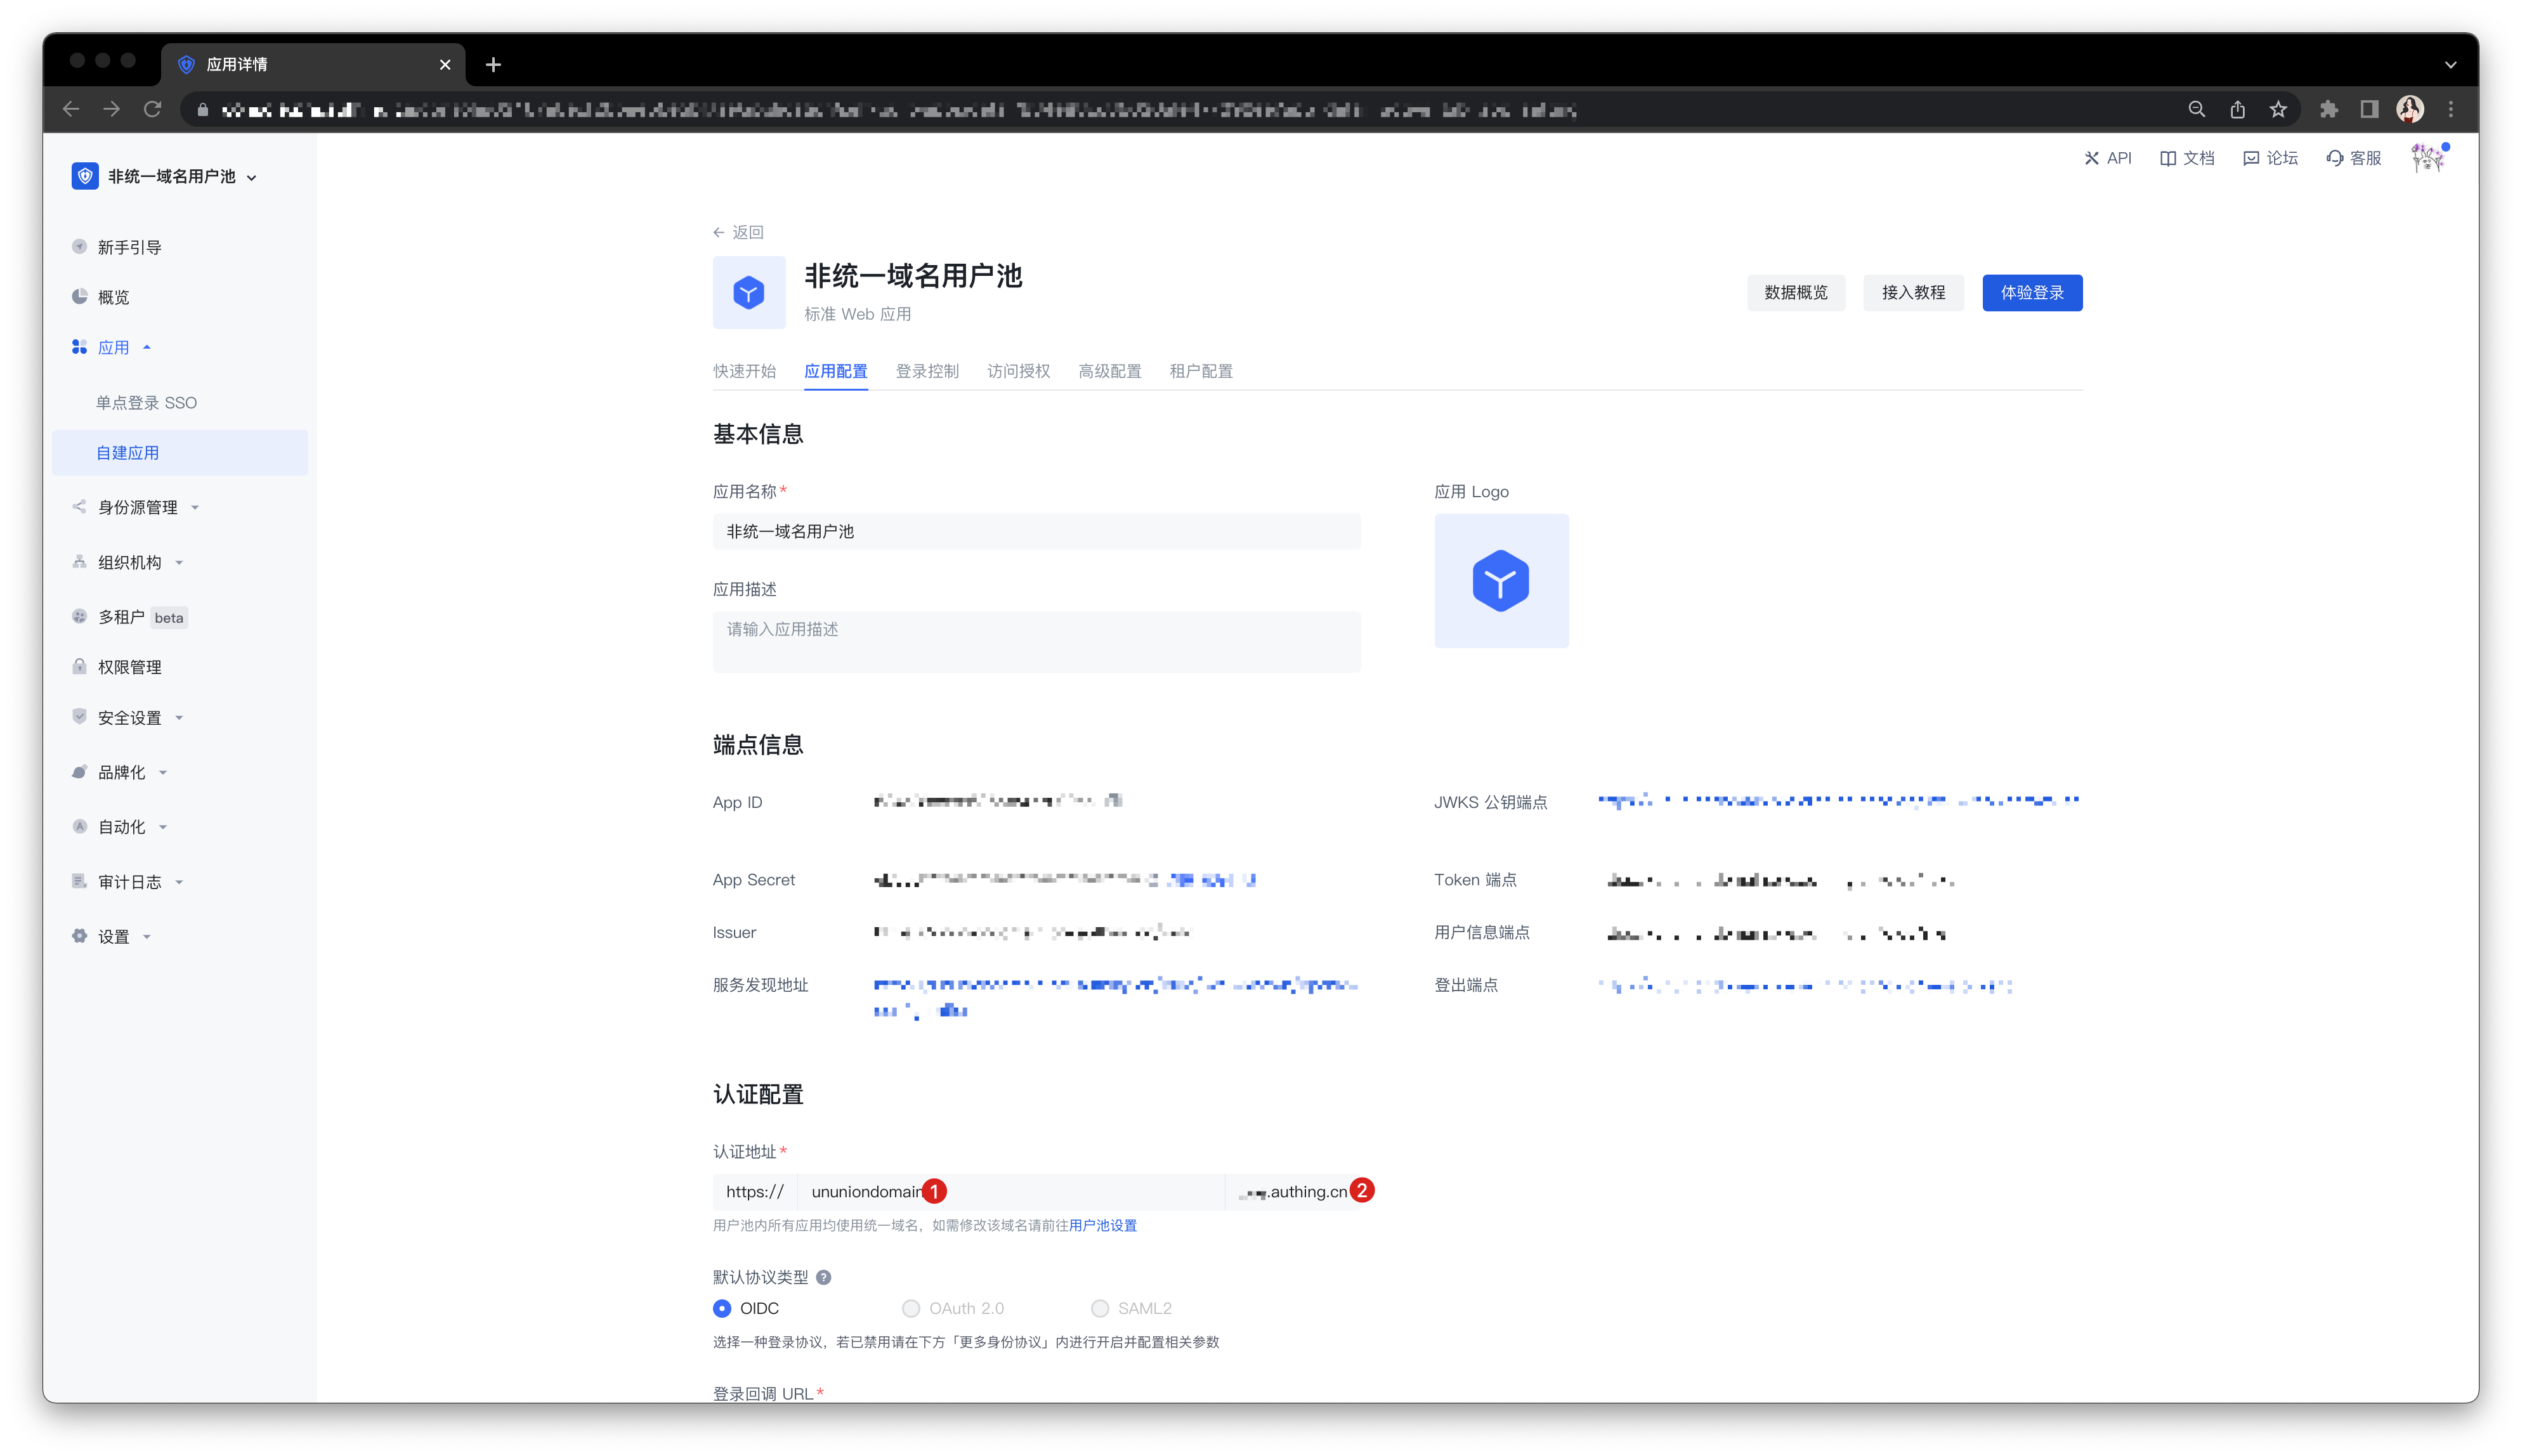 应用详情
非统一域名用户池
API
文档
论坛
客服
新手引导
概览
应用
单点登录 SSO
自建应用
身份源管理
组织机构
多租户 beta
权限管理
安全设置
品牌化
自动化
审计日志
设置
返回
非统一域名用户池
标准 Web 应用
数据概览
接入教程
体验登录
快速开始 应用配置 登录控制 访问授权 高级配置 租户配置
基本信息
应用名称*
非统一域名用户池
应用描述
请输入应用描述
应用 Logo
端点信息
App ID
JWKS 公钥端点
App Secret
Token 端点
Issuer
用户信息端点
服务发现地址
登出端点
认证配置
认证地址*
https:// ununiondomain 1 .authing.cn 2
用户池内所有应用均使用统一域名，如需修改该域名请前往用户池设置
默认协议类型 ?
OIDC OAuth 2.0 SAML2
选择一种登录协议，若已禁用请在下方「更多身份协议」内进行开启并配置相关参数
登录回调 URL*